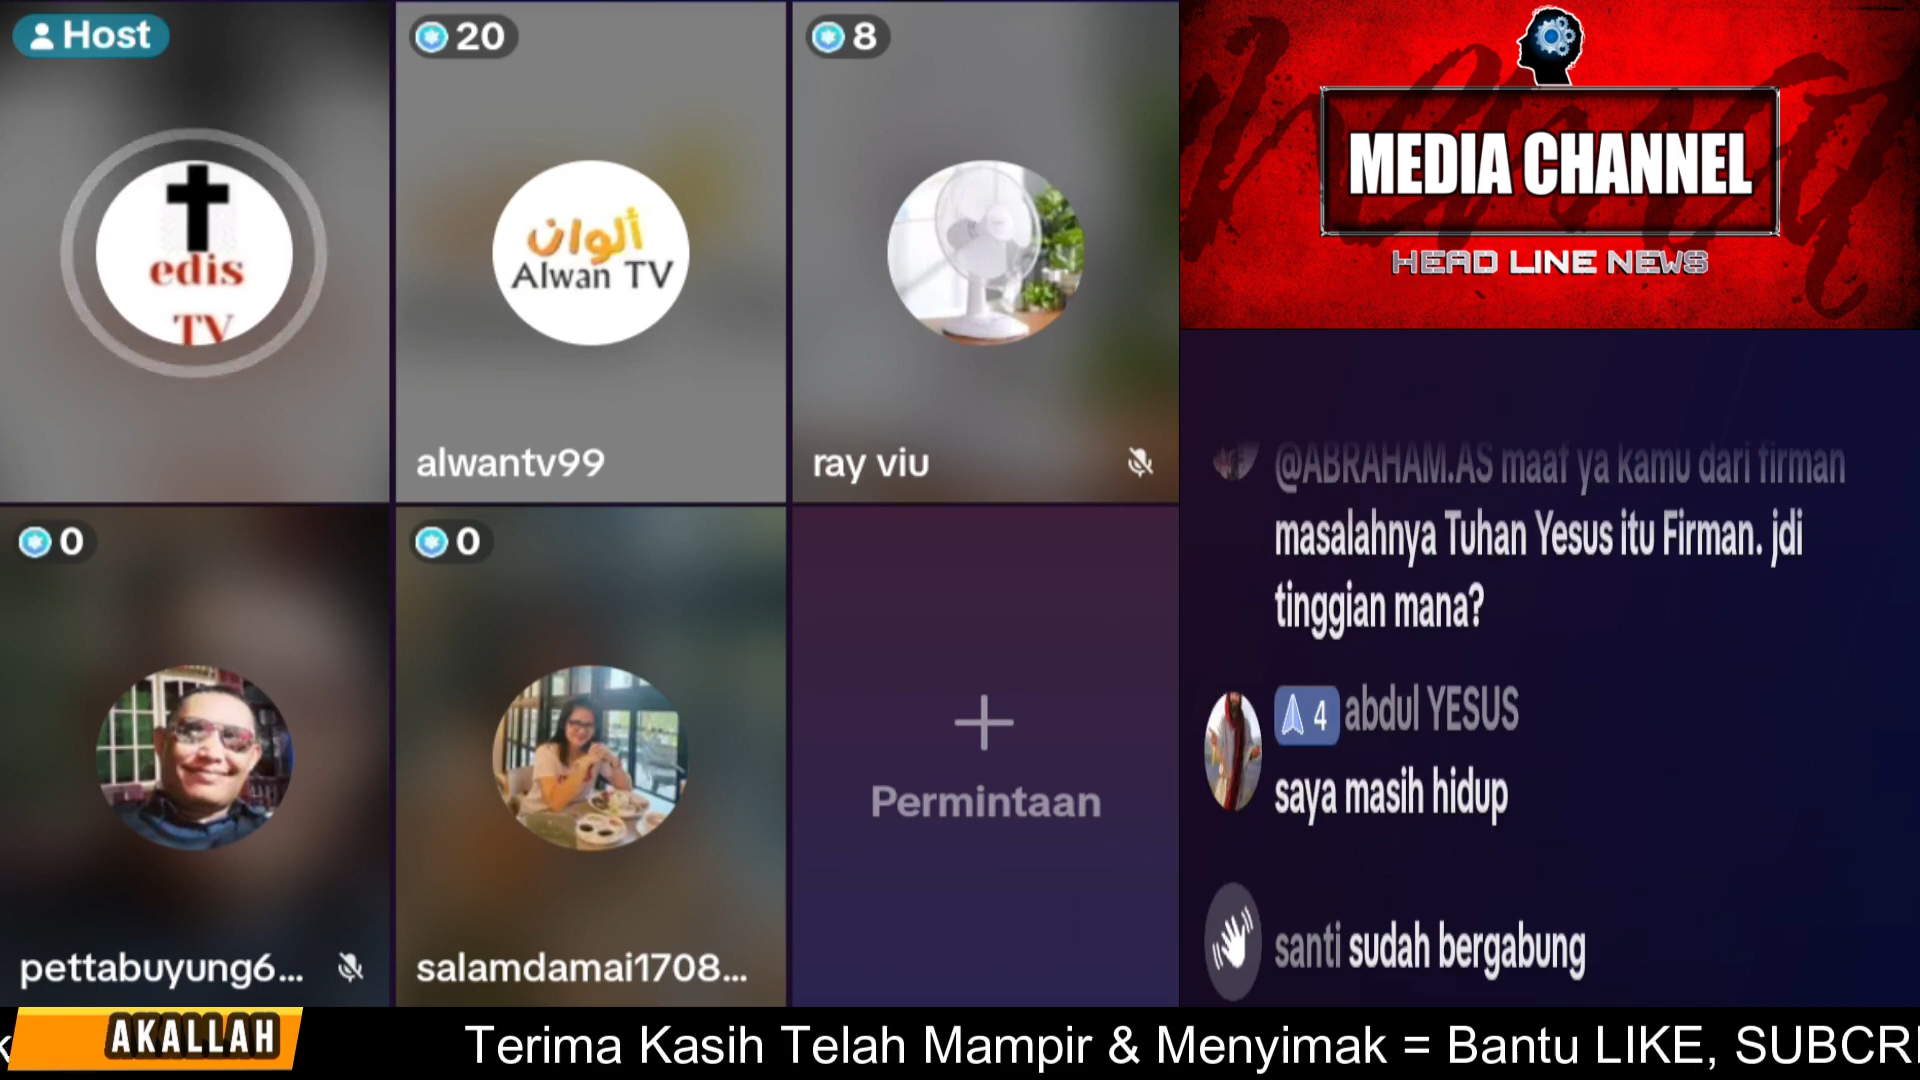 Host
20
8
edis
TV
ألوان
Alwan TV
alwantv99
ray viu
0
0
Permintaan
pettabuyung6...
salamdamai1708...
MEDIA CHANNEL
HEAD LINE NEWS
@ABRAHAM.AS maaf ya kamu dari firman
masalahnya Tuhan Yesus itu Firman. jdi
tinggian mana?
4 abdul YESUS
saya masih hidup
santi sudah bergabung
AKALLAH
Terima Kasih Telah Mampir & Menyimak = Bantu LIKE, SUBCRI